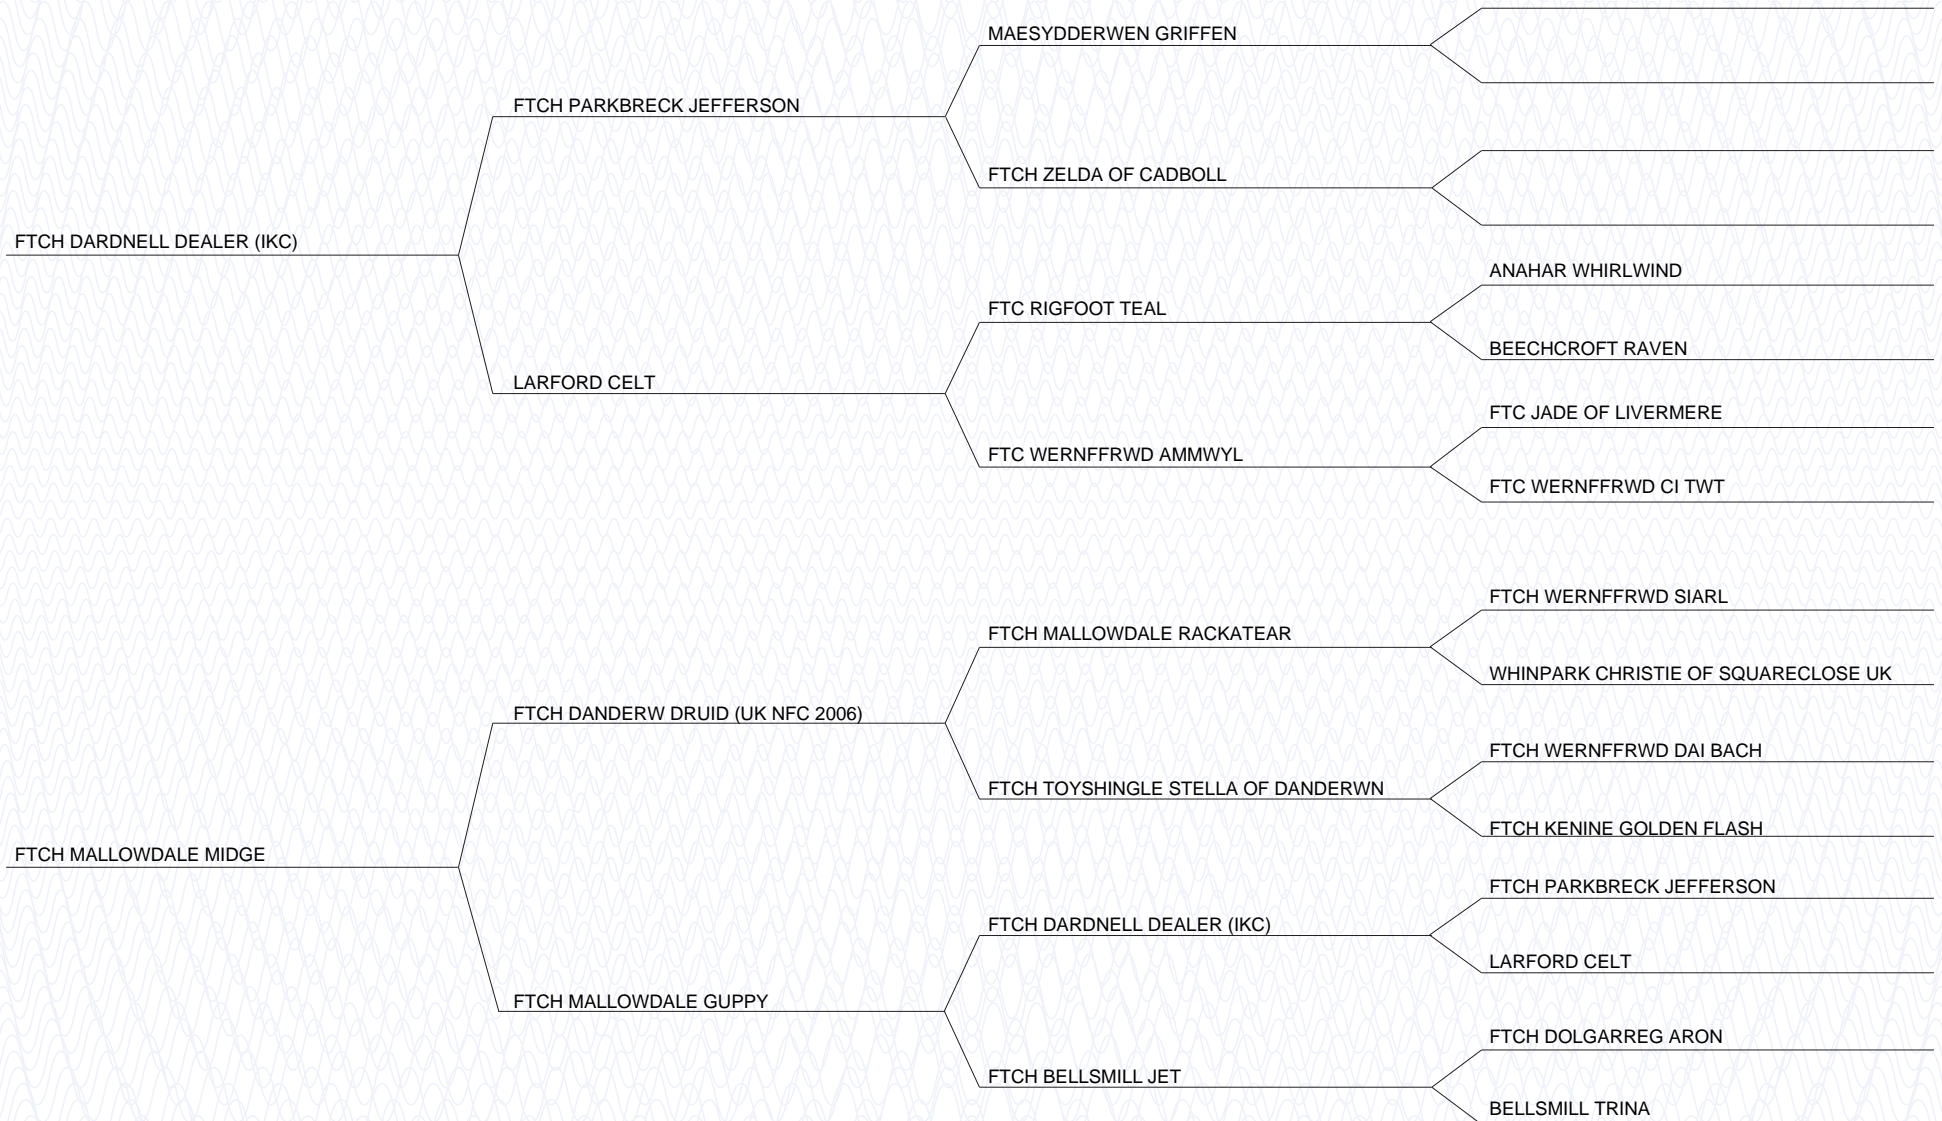 MAESYDDERWEN GRIFFEN
FTCH PARKBRECK JEFFERSON
FTCH ZELDA OF CADBOLL
FTCH DARDNELL DEALER (IKC)
ANAHAR WHIRLWIND
FTC RIGFOOT TEAL
BEECHCROFT RAVEN
LARFORD CELT
FTC JADE OF LIVERMERE
FTC WERNFFRWD AMMWYL
FTC WERNFFRWD CI TWT
FTCH WERNFFRWD SIARL
FTCH MALLOWDALE RACKATEAR
WHINPARK CHRISTIE OF SQUARECLOSE UK
FTCH DANDERW DRUID (UK NFC 2006)
FTCH WERNFFRWD DAI BACH
FTCH TOYSHINGLE STELLA OF DANDERWN
FTCH KENINE GOLDEN FLASH
FTCH MALLOWDALE MIDGE
FTCH PARKBRECK JEFFERSON
FTCH DARDNELL DEALER (IKC)
LARFORD CELT
FTCH MALLOWDALE GUPPY
FTCH DOLGARREG ARON
FTCH BELLSMILL JET
BELLSMILL TRINA